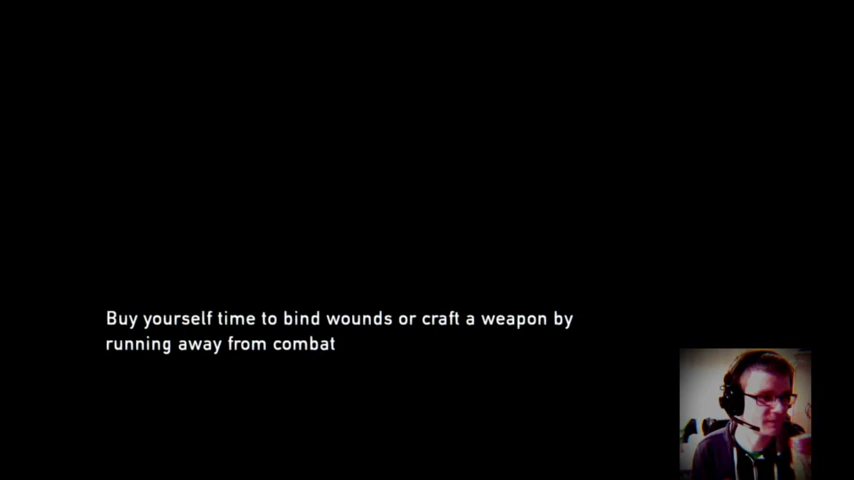 Buy yourself time to bind wounds or craft a weapon by
running away from combat